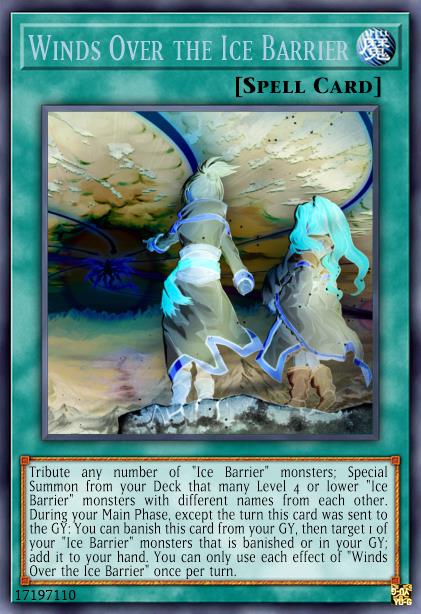 Winds Over the Ice Barrier
魔
[Spell Card]
Tribute any number of "Ice Barrier" monsters; Special
Summon from your Deck that many Level 4 or lower "Ice
Barrier" monsters with different names from each other.
During your Main Phase, except the turn this card was sent to
the GY: You can banish this card from your GY, then target 1 of
your "Ice Barrier" monsters that is banished or in your GY;
add it to your hand. You can only use each effect of "Winds
Over the Ice Barrier" once per turn.
17197110